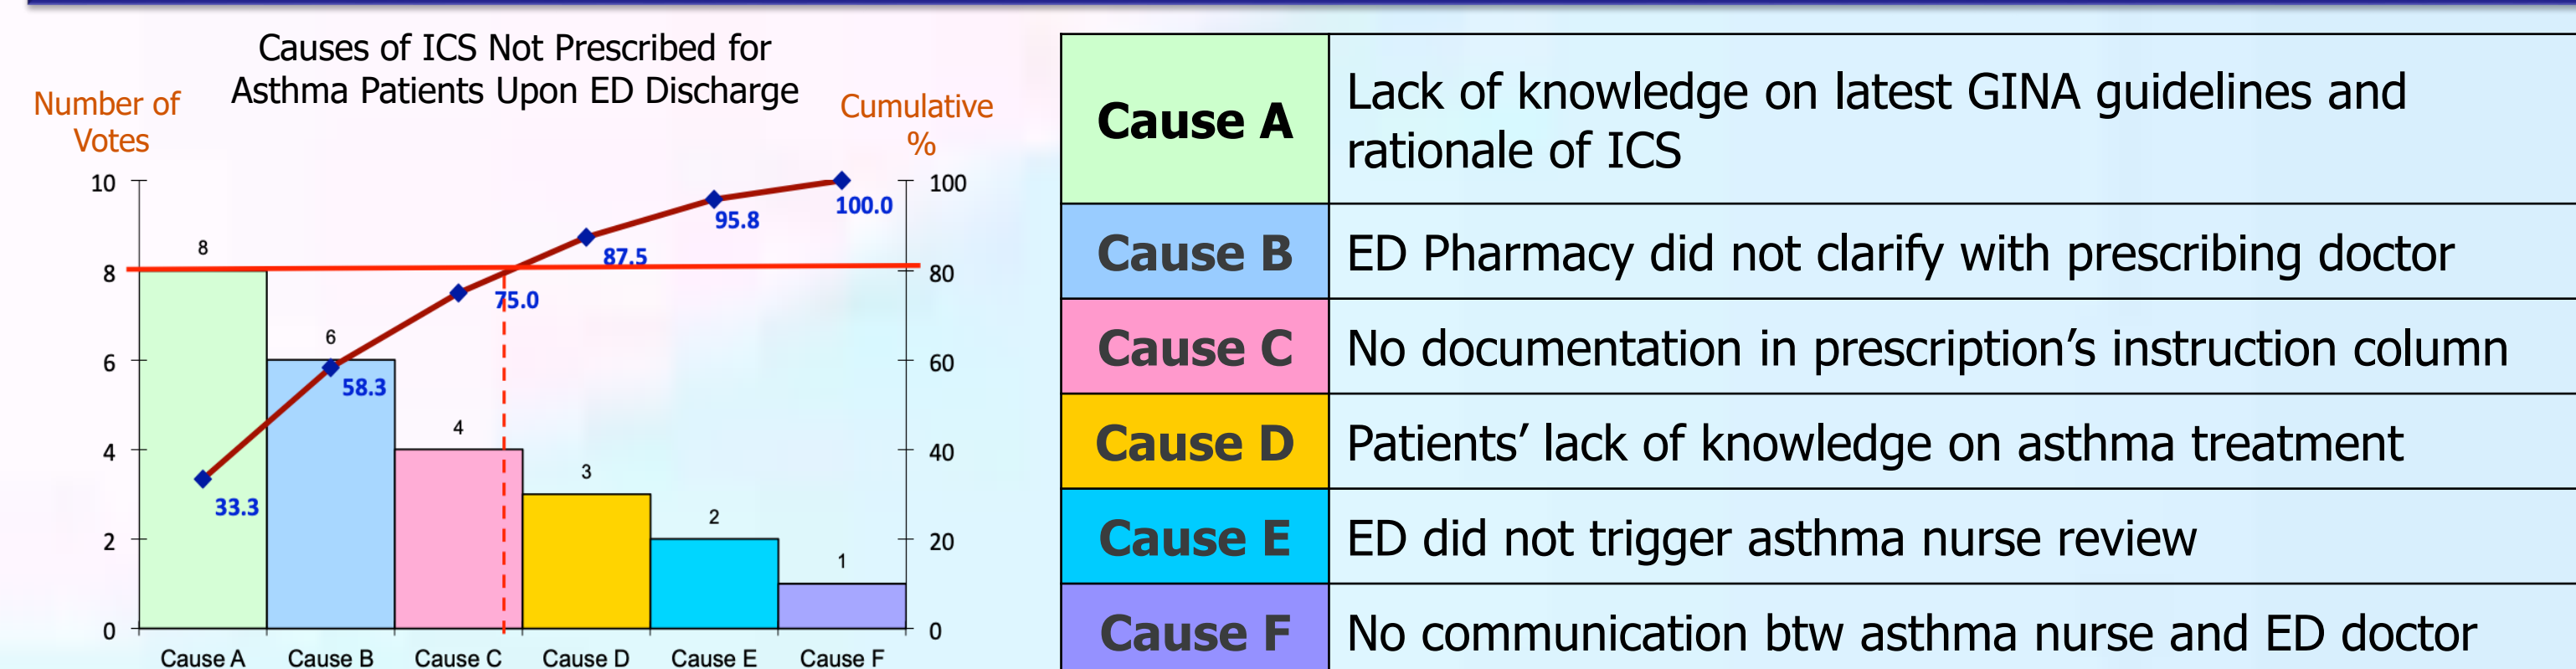 Causes of ICS Not Prescribed for
Asthma Patients Upon ED Discharge
Number of
Votes
Cumulative
%
10
8
6
4
2
0
100
80
60
40
20
0
8
6
4
3
2
1
33.3
58.3
75.0
87.5
95.8
100.0
Cause A
Cause B
Cause C
Cause D
Cause E
Cause F
Cause A
Lack of knowledge on latest GINA guidelines and
rationale of ICS
Cause B
ED Pharmacy did not clarify with prescribing doctor
Cause C
No documentation in prescription’s instruction column
Cause D
Patients’ lack of knowledge on asthma treatment
Cause E
ED did not trigger asthma nurse review
Cause F
No communication btw asthma nurse and ED doctor